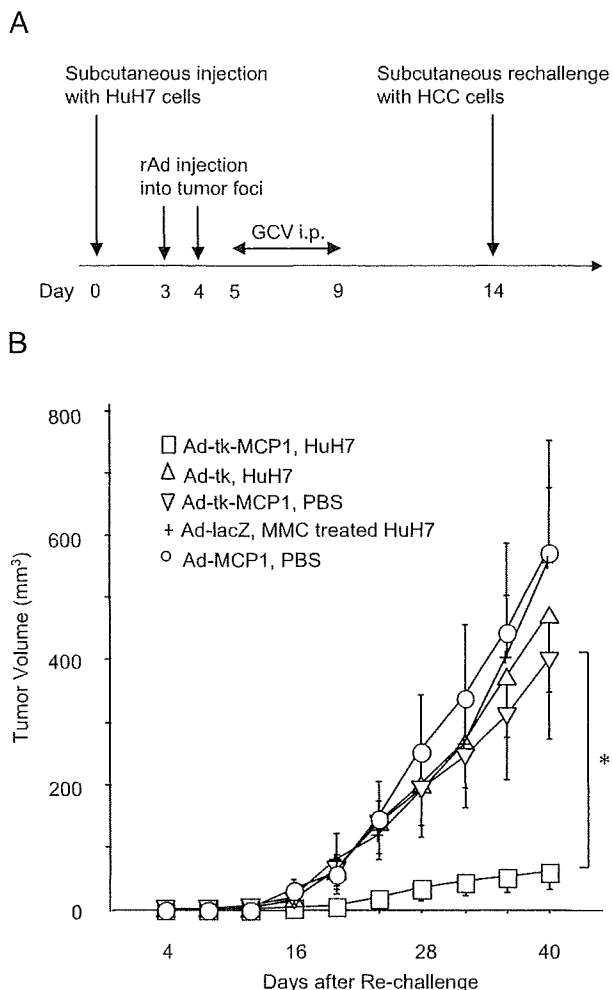 A
Subcutaneous injection
with HuH7 cells
Subcutaneous rechallenge
with HCC cells
rAd injection
into tumor foci
GCV i.p.
Day 0 3 4 5 9 14
B
800
600
400
200
0
Tumor Volume (mm³)
Ad-tk-MCP1, HuH7
Ad-tk, HuH7
Ad-tk-MCP1, PBS
Ad-lacZ, MMC treated HuH7
Ad-MCP1, PBS
*
4 16 28 40
Days after Re-challenge